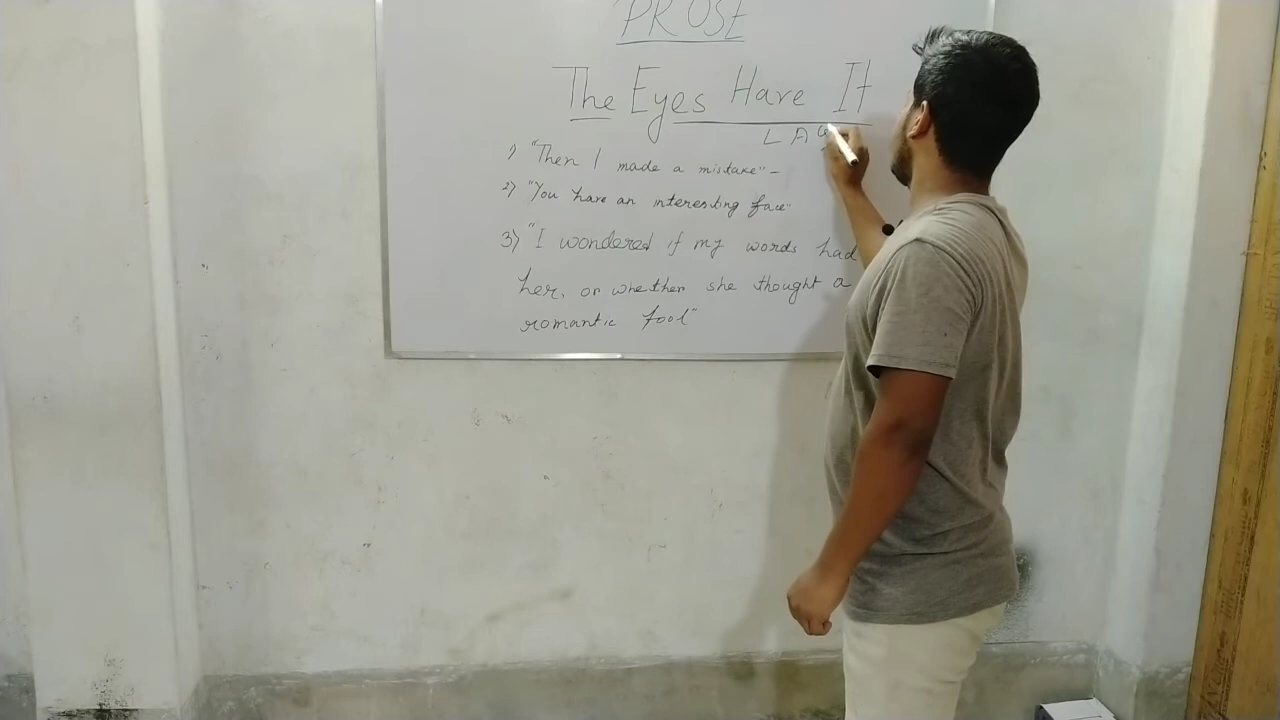 PROSE
The Eyes Have It
L A
1) "Then I made a mistake" -
2) "You have an interesting face"
3) "I wondered if my words had
her, or whether she thought a
romantic fool"